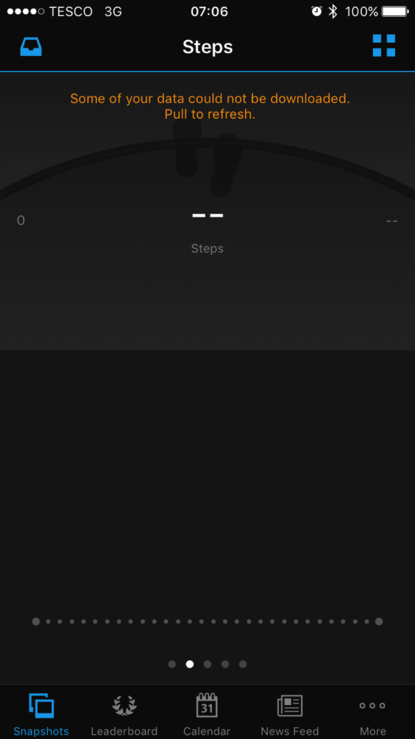 TESCO 3G 07:06 100%
Steps
Some of your data could not be downloaded.
Pull to refresh.
0 -- --
Steps
31
Snapshots Leaderboard Calendar News Feed More